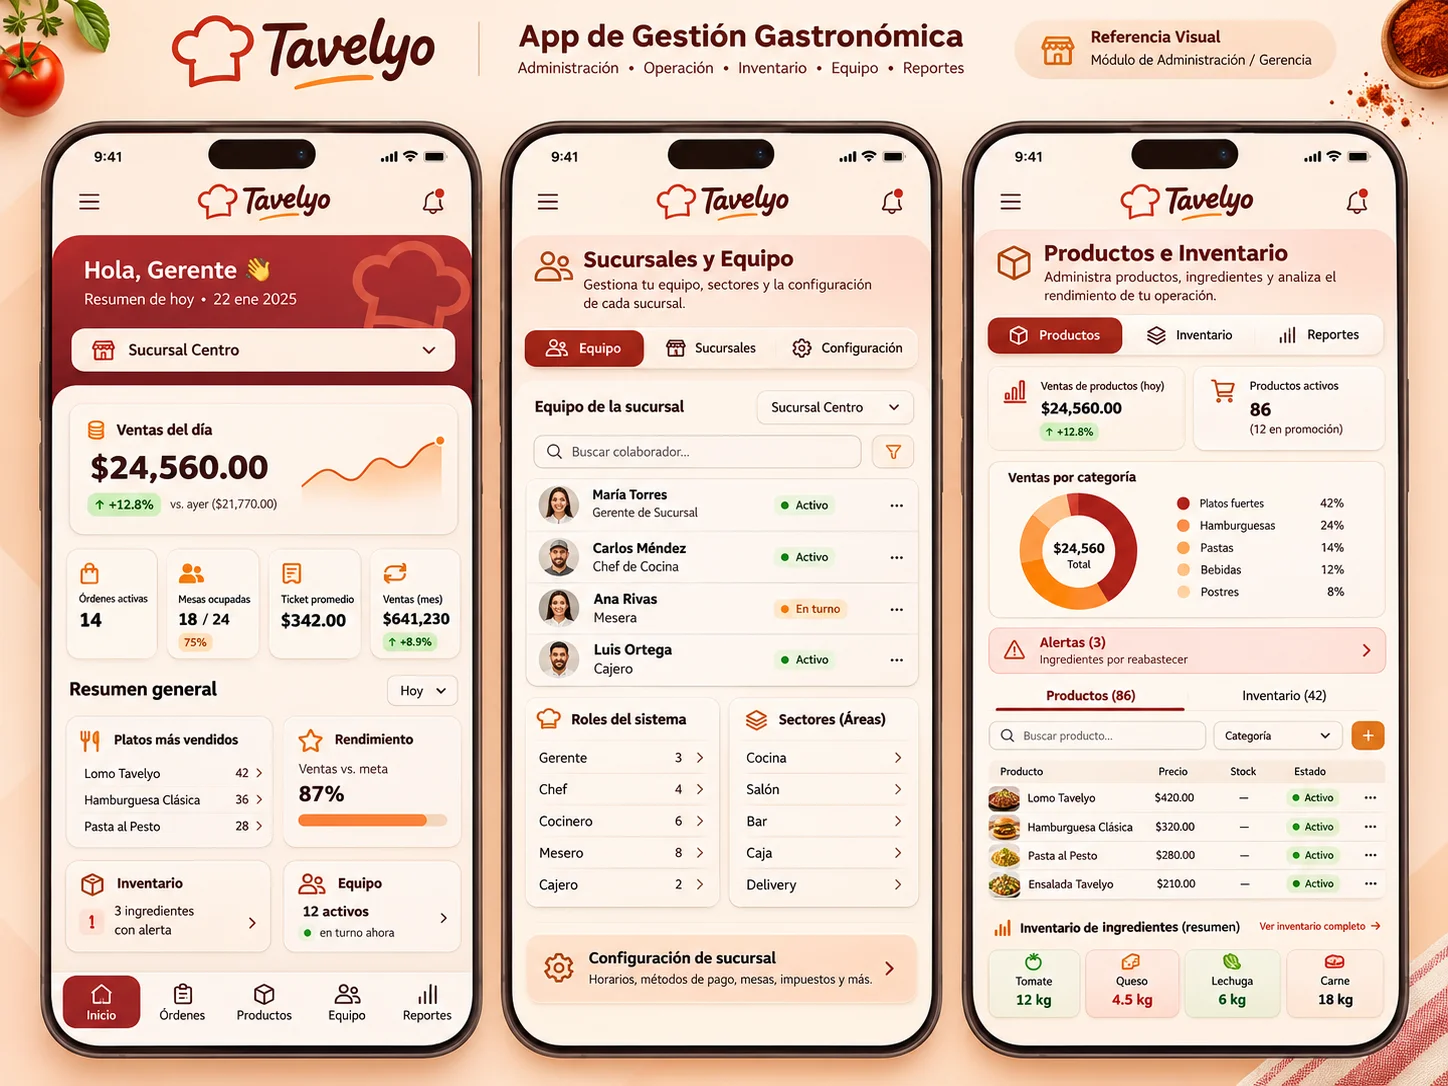 Tavelyo
App de Gestión Gastronómica
Administración • Operación • Inventario • Equipo • Reportes
Referencia Visual
Módulo de Administración / Gerencia
9:41
Tavelyo
Hola, Gerente 👋
Resumen de hoy • 22 ene 2025
Sucursal Centro
Ventas del día
$24,560.00
↑ +12.8% vs. ayer ($21,770.00)
Órdenes activas
14
Mesas ocupadas
18 / 24
75%
Ticket promedio
$342.00
Ventas (mes)
$641,230
↑ +8.9%
Resumen general
Hoy
Platos más vendidos
Lomo Tavelyo 42
Hamburguesa Clásica 36
Pasta al Pesto 28
Rendimiento
Ventas vs. meta
87%
Inventario
1
3 ingredientes
con alerta
Equipo
12 activos
en turno ahora
Inicio
Órdenes
Productos
Equipo
Reportes
9:41
Tavelyo
Sucursales y Equipo
Gestiona tu equipo, sectores y la configuración
de cada sucursal.
Equipo
Sucursales
Configuración
Equipo de la sucursal
Sucursal Centro
Buscar colaborador...
María Torres
Gerente de Sucursal
Activo
Carlos Méndez
Chef de Cocina
Activo
Ana Rivas
Mesera
En turno
Luis Ortega
Cajero
Activo
Roles del sistema
Gerente 3
Chef 4
Cocinero 6
Mesero 8
Cajero 2
Sectores (Áreas)
Cocina
Salón
Bar
Caja
Delivery
Configuración de sucursal
Horarios, métodos de pago, mesas, impuestos y más.
9:41
Tavelyo
Productos e Inventario
Administra productos, ingredientes y analiza el
rendimiento de tu operación.
Productos
Inventario
Reportes
Ventas de productos (hoy)
$24,560.00
↑ +12.8%
Productos activos
86
(12 en promoción)
Ventas por categoría
$24,560
Total
Platos fuertes 42%
Hamburguesas 24%
Pastas 14%
Bebidas 12%
Postres 8%
Alertas (3)
Ingredientes por reabastecer
Productos (86)
Inventario (42)
Buscar producto...
Categoría
+
Producto Precio Stock Estado
Lomo Tavelyo $420.00 — Activo
Hamburguesa Clásica $320.00 — Activo
Pasta al Pesto $280.00 — Activo
Ensalada Tavelyo $210.00 — Activo
Inventario de ingredientes (resumen)
Ver inventario completo →
Tomate
12 kg
Queso
4.5 kg
Lechuga
6 kg
Carne
18 kg